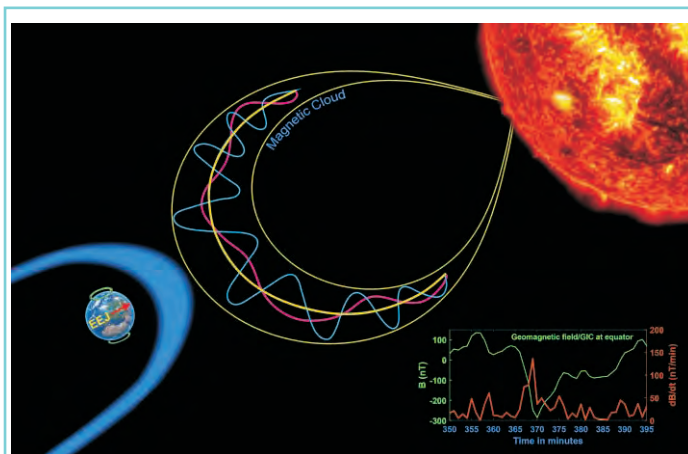 Magnetic Cloud
EEJ
Geomagnetic field/GIC at equator
B (nT)
100
0
-100
-200
-300
200
150
100
50
0
dB/dt (nT/min)
350 355 360 365 370 375 380 385 390 395
Time in minutes